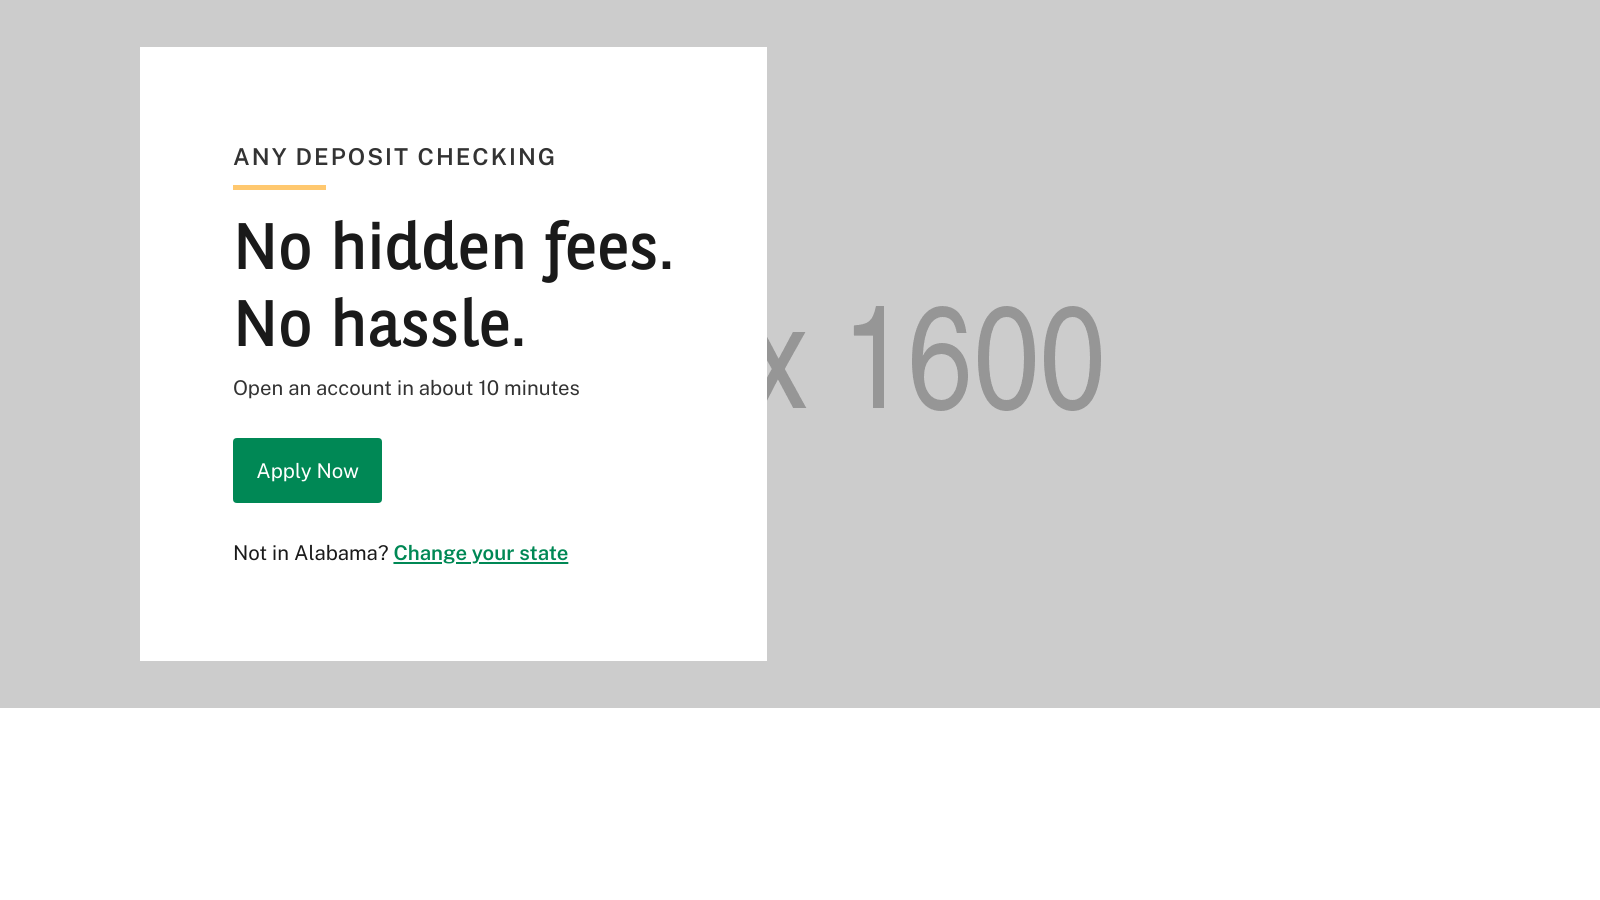 ANY DEPOSIT CHECKING
No hidden fees.
No hassle.
x 1600
Open an account in about 10 minutes
Apply Now
Not in Alabama? Change your state